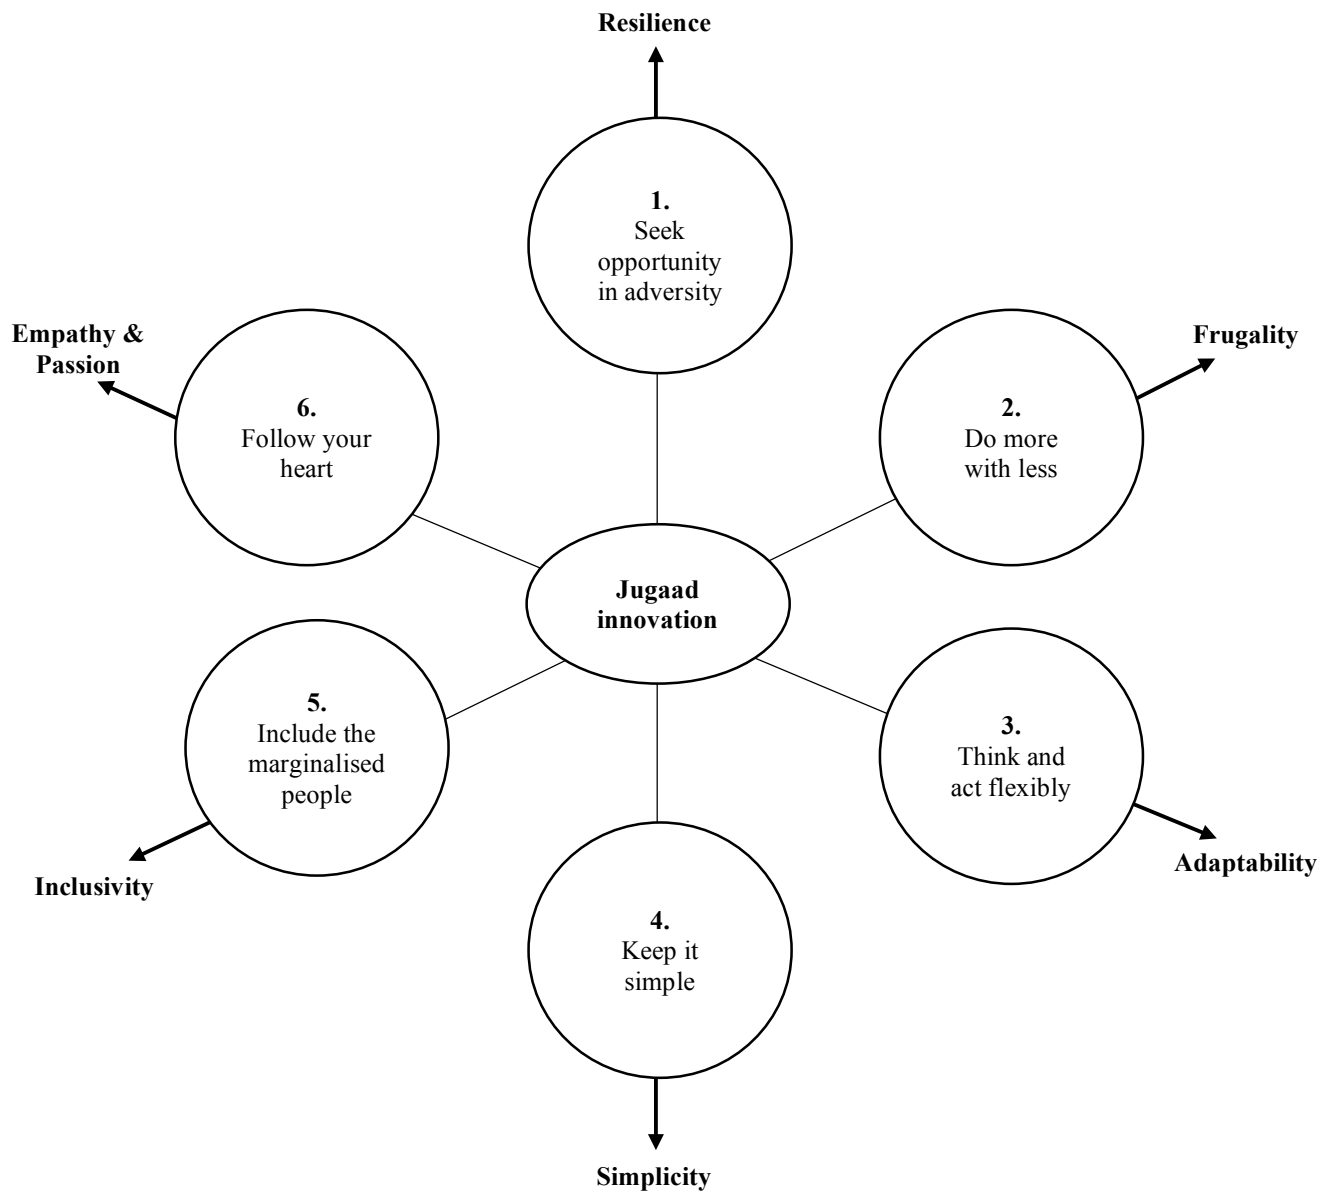 Resilience
1.
Seek
opportunity
in adversity
Empathy &
Passion
Frugality
6.
Follow your
heart
2.
Do more
with less
Jugaad
innovation
5.
Include the
marginalised
people
3.
Think and
act flexibly
Inclusivity
Adaptability
4.
Keep it
simple
Simplicity